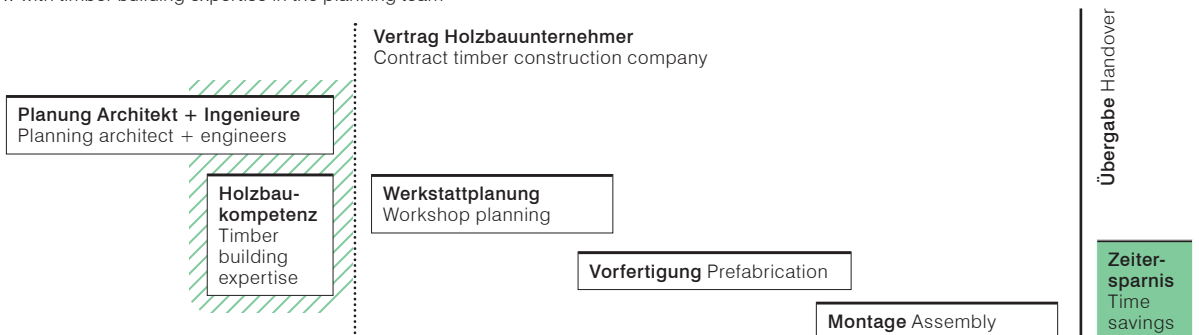 with timber building expertise in the planning team
Vertrag Holzbauunternehmer
Contract timber construction company
Planung Architekt + Ingenieure
Planning architect + engineers
Holzbau-
kompetenz
Timber
building
expertise
Werkstattplanung
Workshop planning
Vorfertigung Prefabrication
Montage Assembly
Übergabe Handover
Zeiter-
sparnis
Time
savings